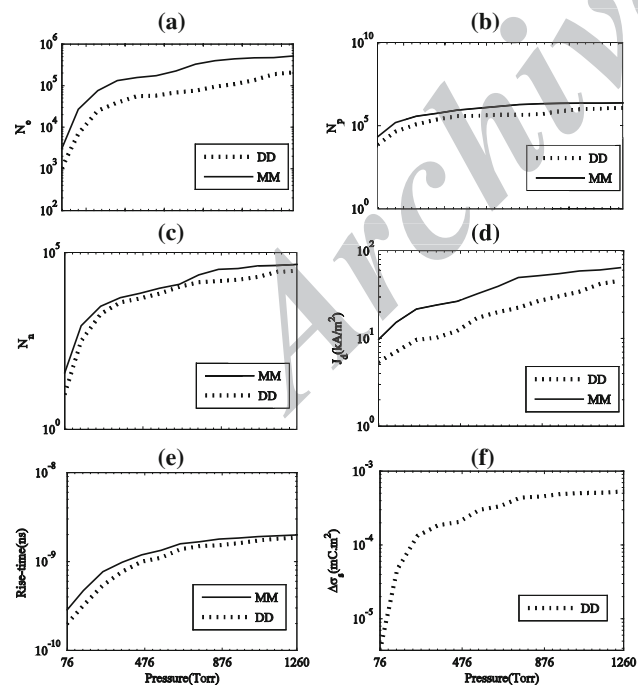 (a)
10^6
10^5
10^4
10^3
10^2
N_e
DD
MM
(b)
10^10
10^5
10^0
N_p
DD
MM
(c)
10^5
10^0
N_n
MM
DD
(d)
10^2
10^1
10^0
J_d(kA/m^2)
DD
MM
(e)
10^-8
10^-9
10^-10
Rise-time(ns)
MM
DD
76
476
876
1260
Pressure(Torr)
(f)
10^-3
10^-4
10^-5
Δσ_s(mC.m^2)
DD
76
476
876
1260
Pressure(Torr)
Archiv